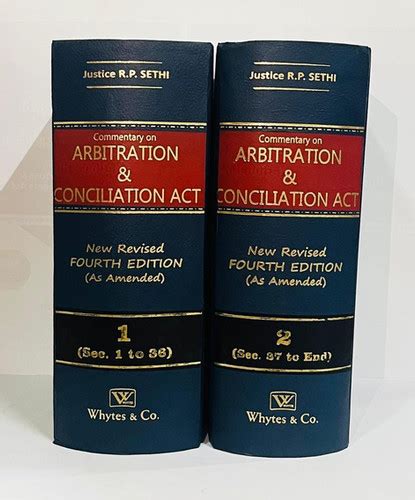 Justice R.P. SETHI
Commentary on
ARBITRATION
&
CONCILIATION ACT
New Revised
FOURTH EDITION
(As Amended)
1
(Sec. 1 to 36)
W
Whytes & Co.
Justice R.P. SETHI
Commentary on
ARBITRATION
&
CONCILIATION ACT
New Revised
FOURTH EDITION
(As Amended)
2
(Sec. 37 to End)
W
Whytes & Co.